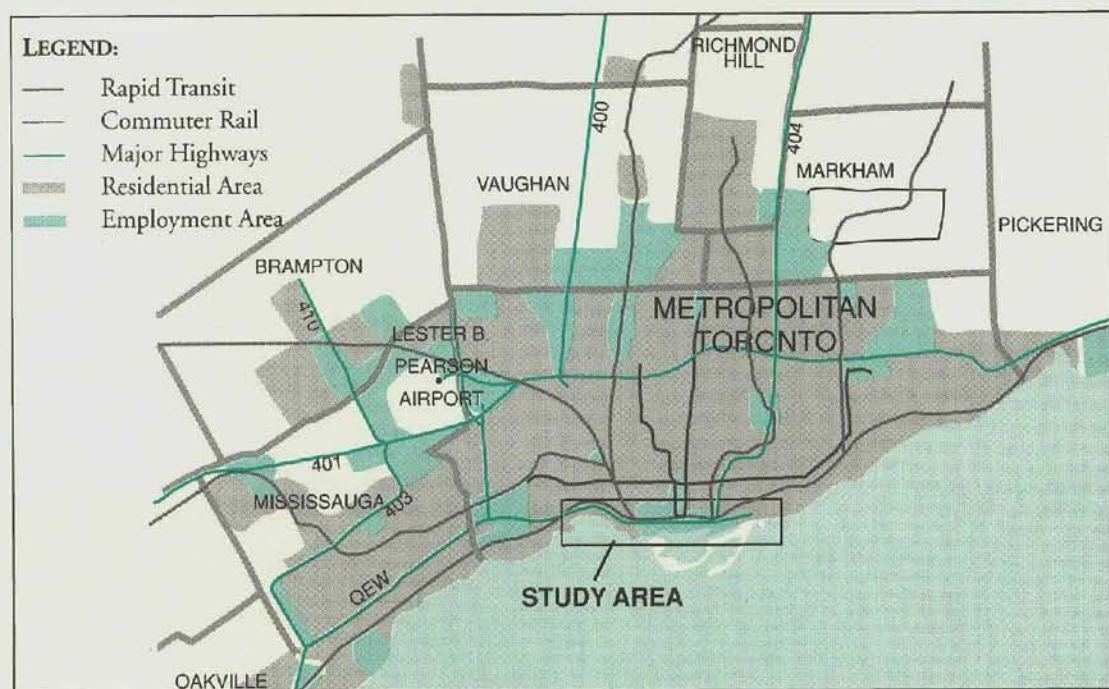 LEGEND:
Rapid Transit
Commuter Rail
Major Highways
Residential Area
Employment Area
RICHMOND
HILL
400
404
VAUGHAN
MARKHAM
PICKERING
BRAMPTON
410
METROPOLITAN
TORONTO
LESTER B.
PEARSON
AIRPORT
401
MISSISSAUGA
403
QEW
STUDY AREA
OAKVILLE